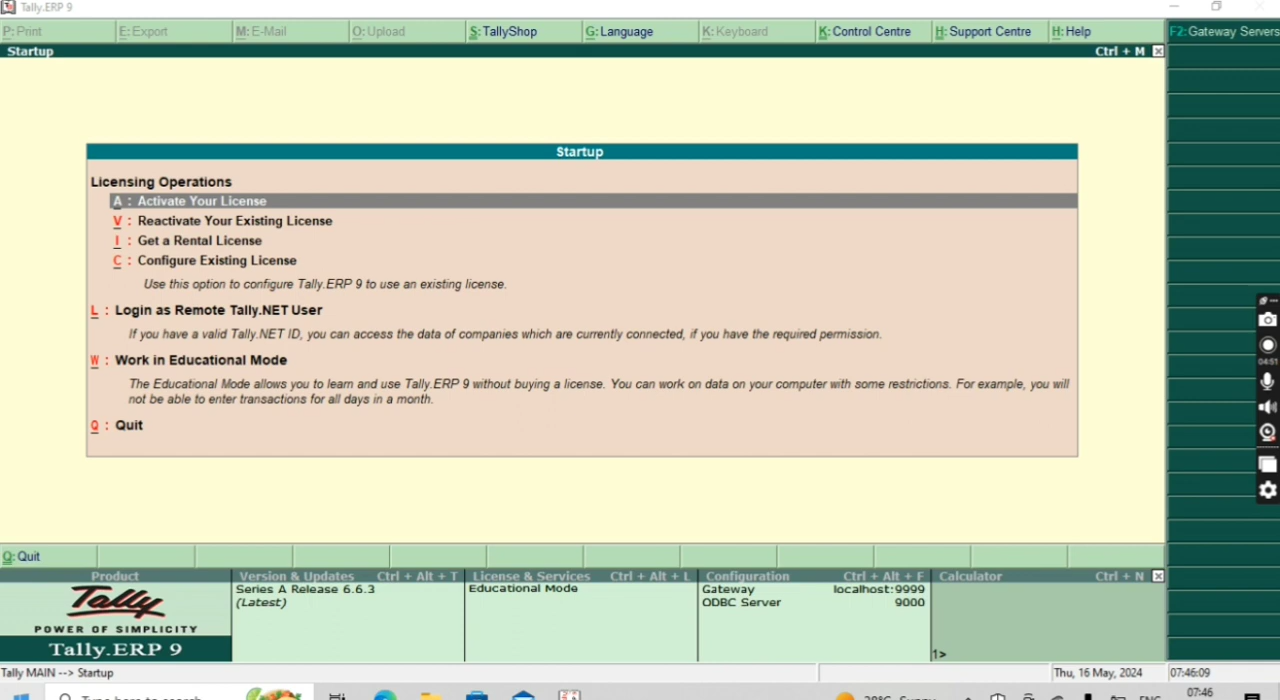 Tally.ERP 9
P: Print E: Export M: E-Mail O: Upload S: TallyShop G: Language K: Keyboard K: Control Centre H: Support Centre H: Help F2: Gateway Servers
Startup Ctrl + M
Startup
Licensing Operations
A : Activate Your License
V : Reactivate Your Existing License
I : Get a Rental License
C : Configure Existing License
Use this option to configure Tally.ERP 9 to use an existing license.
L : Login as Remote Tally.NET User
If you have a valid Tally.NET ID, you can access the data of companies which are currently connected, if you have the required permission.
W : Work in Educational Mode
The Educational Mode allows you to learn and use Tally.ERP 9 without buying a license. You can work on data on your computer with some restrictions. For example, you will
not be able to enter transactions for all days in a month.
Q : Quit
04:51
Q: Quit
Product Version & Updates Ctrl + Alt + T License & Services Ctrl + Alt + L Configuration Ctrl + Alt + F Calculator Ctrl + N
Series A Release 6.6.3 Educational Mode Gateway localhost:9999
(Latest) ODBC Server 9000
Tally
POWER OF SIMPLICITY
Tally.ERP 9
1>
Tally MAIN --> Startup Thu, 16 May, 2024 07:46:09
Type here to search Sunny ENG 07:46